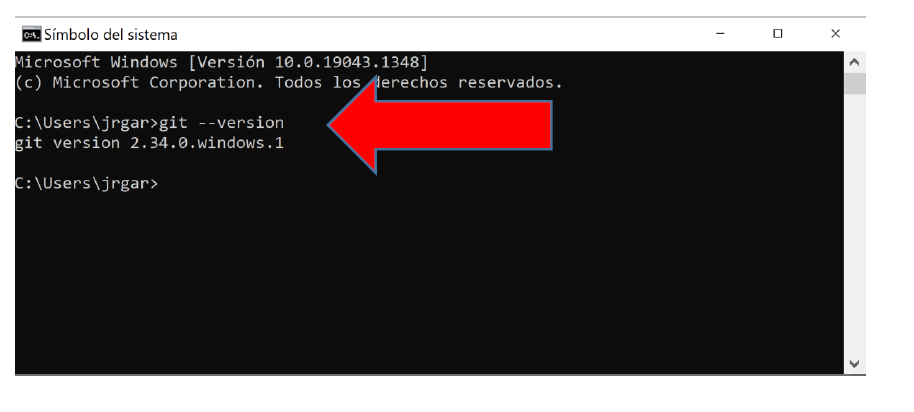 Símbolo del sistema
Microsoft Windows [Versión 10.0.19043.1348]
(c) Microsoft Corporation. Todos los derechos reservados.
C:\Users\jrgar>git --version
git version 2.34.0.windows.1
C:\Users\jrgar>